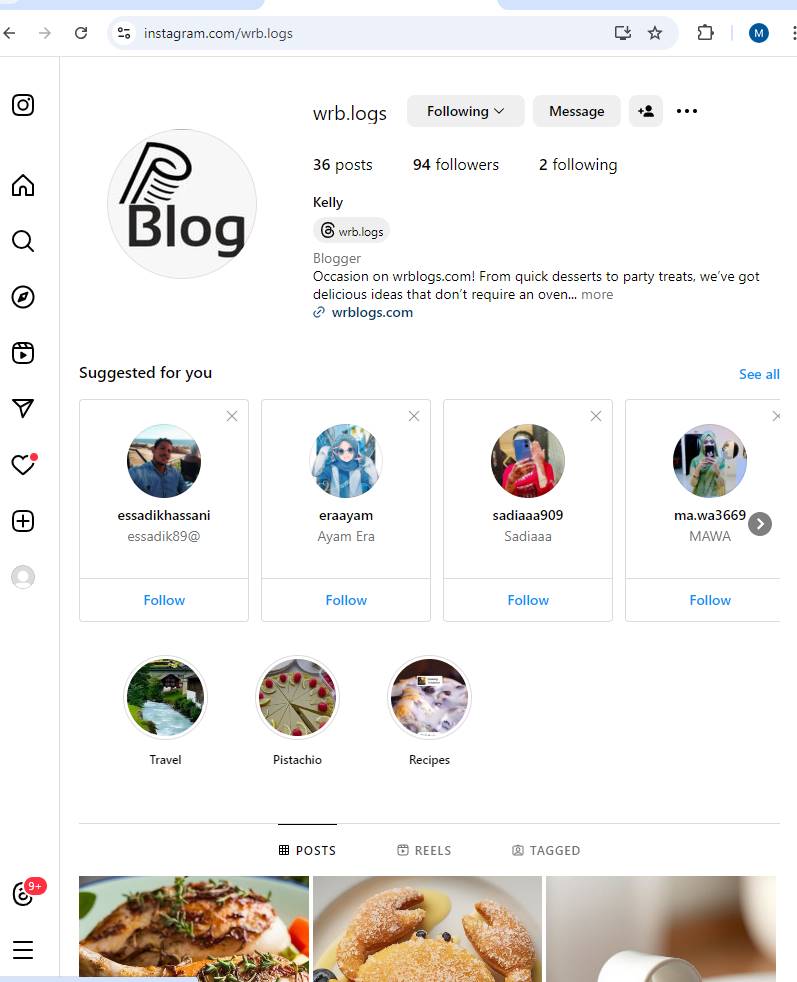 instagram.com/wrb.logs
M
wrb.logs
Following
Message
36 posts
94 followers
2 following
Kelly
wrb.logs
Blogger
Occasion on wrblogs.com! From quick desserts to party treats, we've got
delicious ideas that don't require an oven... more
wrblogs.com
Blog
Suggested for you
See all
essadikhassani
essadik89@
Follow
eraayam
Ayam Era
Follow
sadiaaa909
Sadiaaa
Follow
ma.wa3669
MAWA
Follow
Travel
Pistachio
Recipes
POSTS
REELS
TAGGED
9+